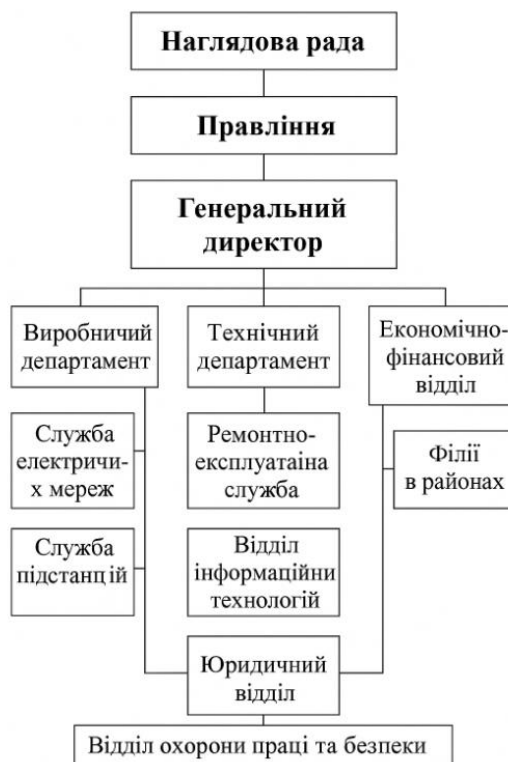 Наглядова рада
Правління
Генеральний
директор
Виробничий
департамент
Технічний
департамент
Економічно-
фінансовий
відділ
Служба
електричи-
х мереж
Ремонтно-
експлуатаіна
служба
Філії
в районах
Служба
підстанцій
Відділ
інформаційни
технологій
Юридичний
відділ
Відділ охорони праці та безпеки